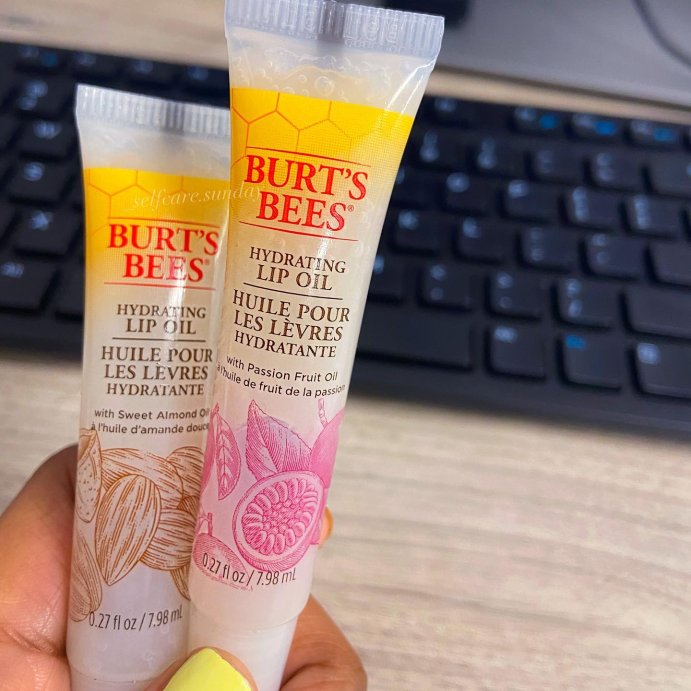 selfcare.sunday
BURT'S
BEES
HYDRATING
LIP OIL
HUILE POUR
LES LÈVRES
HYDRATANTE
with Sweet Almond Oil
à l'huile d'amande douce
0.27 fl oz / 7.98 mL
BURT'S
BEES®
HYDRATING
LIP OIL
HUILE POUR
LES LÈVRES
HYDRATANTE
with Passion Fruit Oil
à l'huile de fruit de la passion
0.27 fl oz / 7.98 mL